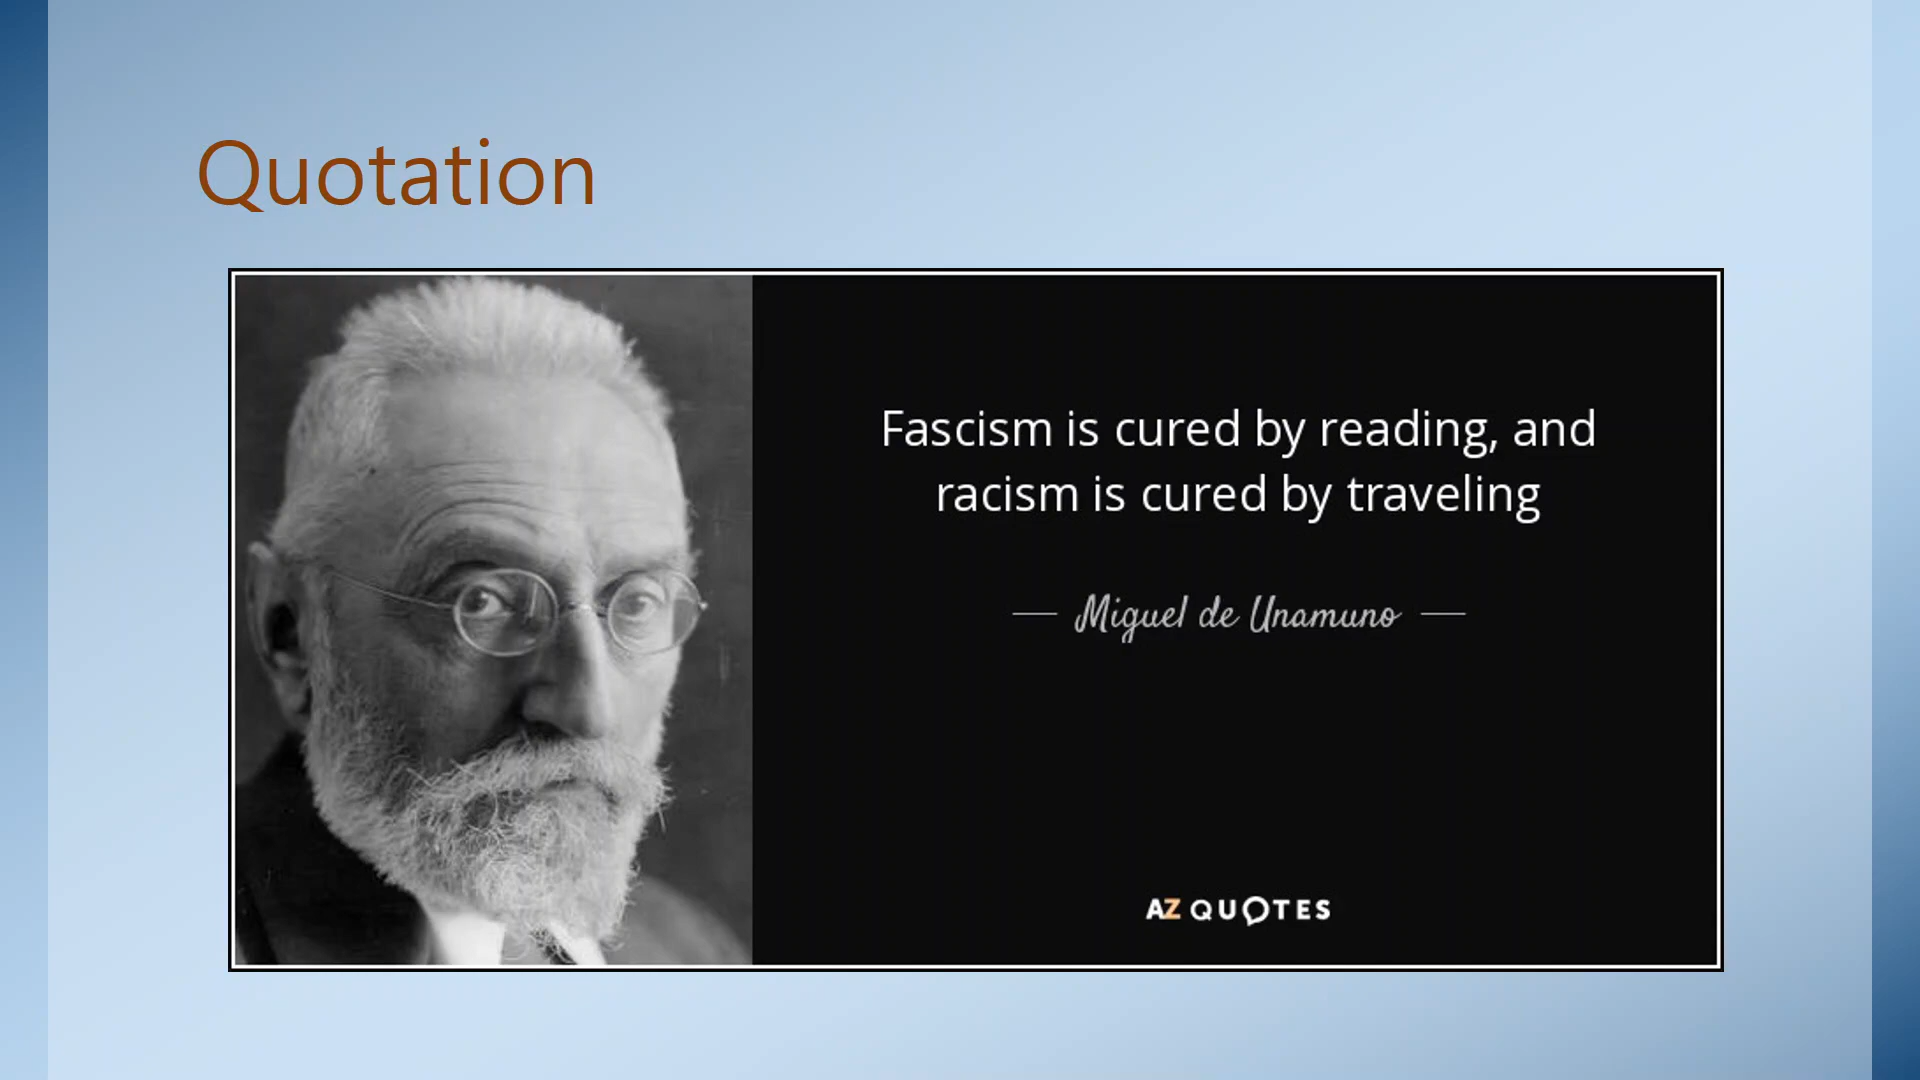 Quotation
Fascism is cured by reading, and
racism is cured by traveling
Miguel de Unamuno
AZ QUOTES